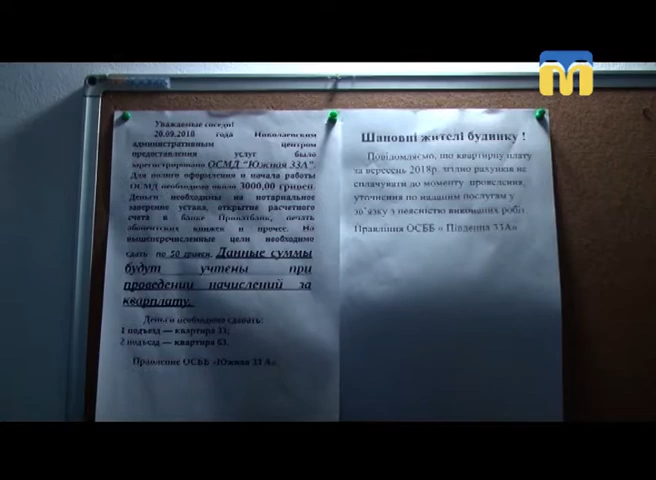 Уважаемые соседи!
20.09.2018 года Николаевским
административным центром
предоставления услуг было
зарегистрировано ОСМД "Южная 33А".
Для полного оформления и начала работы
ОСМД необходимо около 3000,00 гривен.
Деньги необходимы на нотариальное
заверение устава, открытие расчетного
счета в банке Приватбанк, печать
абонентских книжек и прочее. На
вышеперечисленные цели необходимо
сдать по 50 гривен. Данные суммы
будут учтены при
проведении начислений за
квартплату.
Деньги необходимо сдавать:
1 подъезд — квартира 33;
2 подъезд — квартира 63.
Правление ОСББ «Южная 33 А»
Шановні жителі будинку !
Повідомляємо, що квартирну плату
за вересень 2018р. згідно рахунків не
сплачувати до моменту проведення
уточнення по наданим послугам у
зв'язку з неясністю виконаних робіт.
Правління ОСББ « Південна 33А»
М